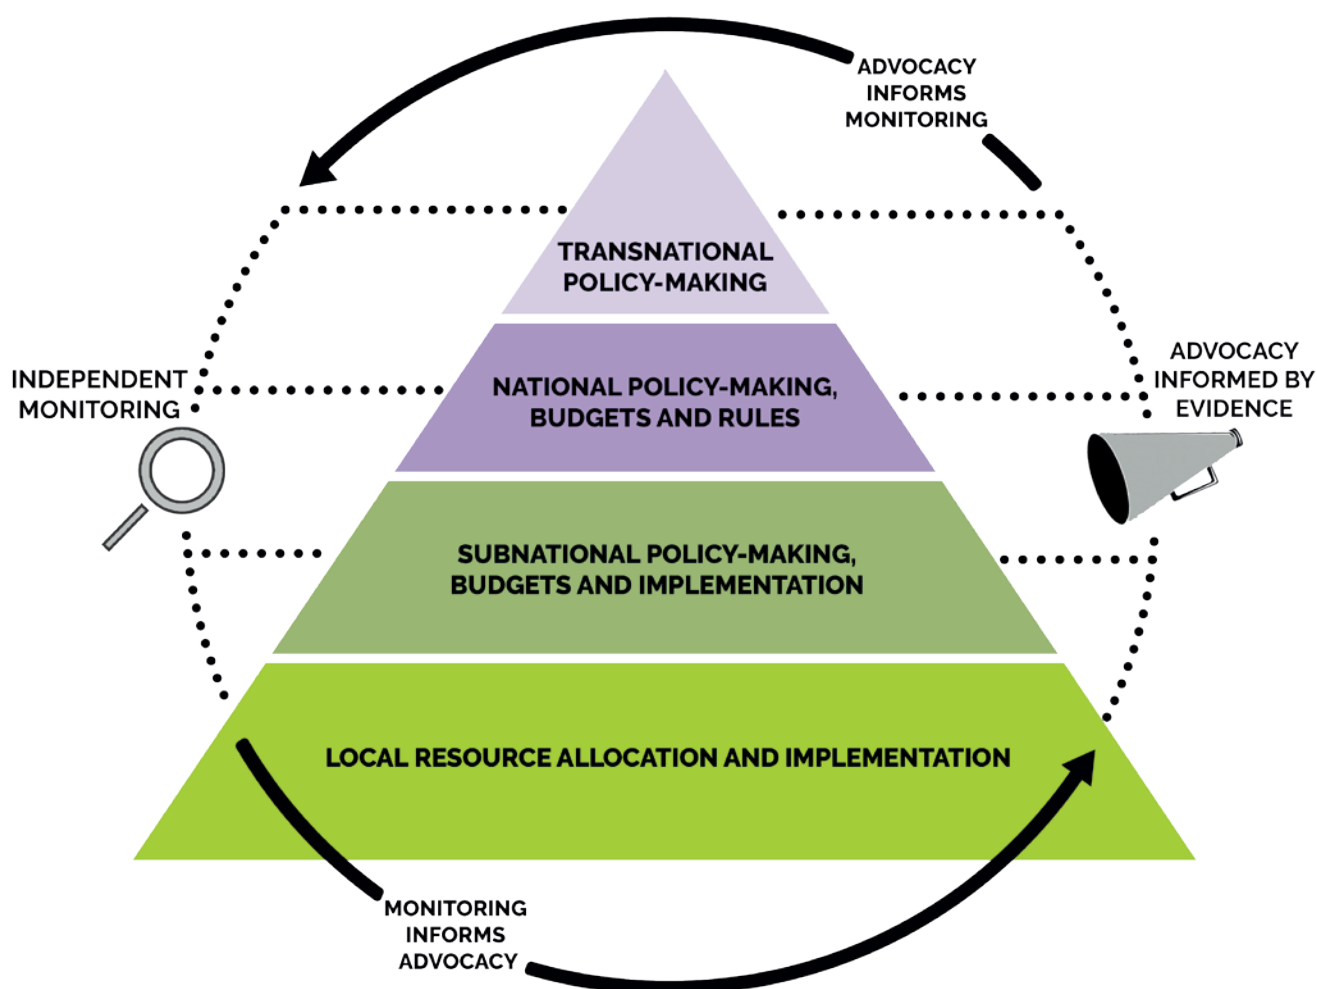 ADVOCACY
INFORMS
MONITORING
TRANSNATIONAL
POLICY-MAKING
INDEPENDENT
MONITORING
NATIONAL POLICY-MAKING,
BUDGETS AND RULES
ADVOCACY
INFORMED BY
EVIDENCE
SUBNATIONAL POLICY-MAKING,
BUDGETS AND IMPLEMENTATION
LOCAL RESOURCE ALLOCATION AND IMPLEMENTATION
MONITORING
INFORMS
ADVOCACY